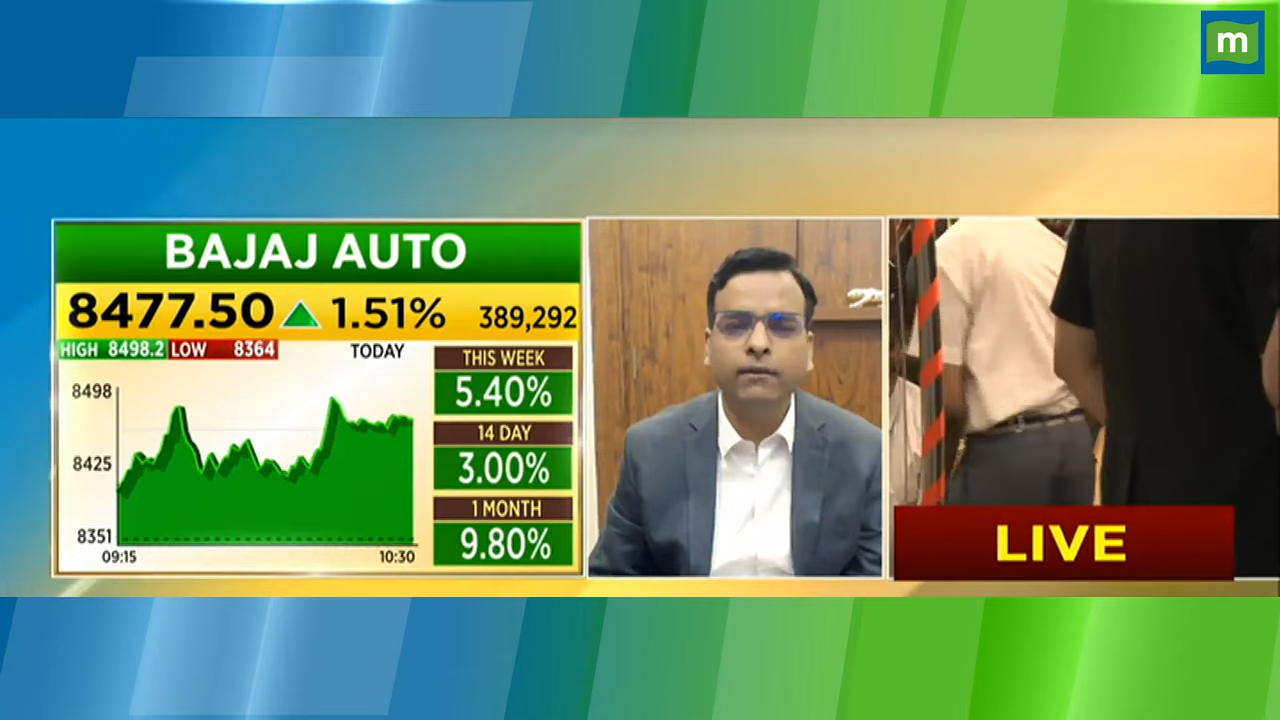 m
BAJAJ AUTO
8477.50 ▲ 1.51% 389,292
HIGH 8498.2 LOW 8364 TODAY
8498
8425
8351
09:15 10:30
THIS WEEK
5.40%
14 DAY
3.00%
1 MONTH
9.80%
LIVE